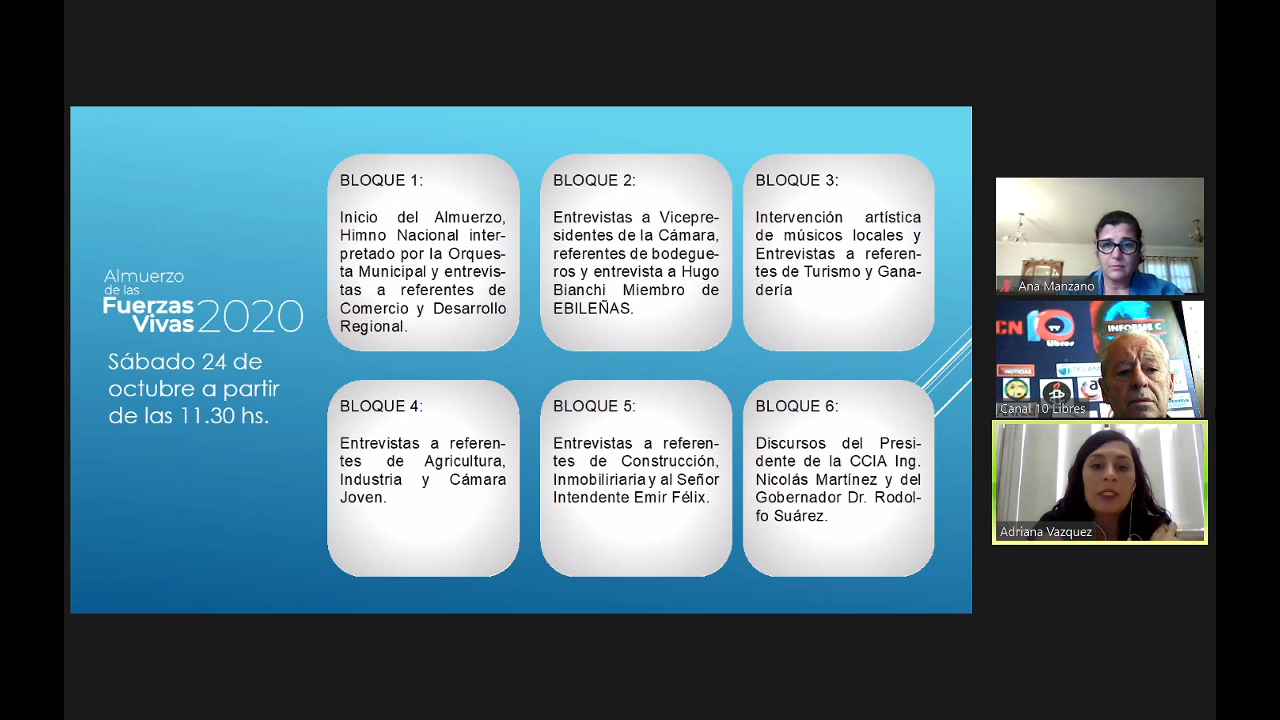 Almuerzo
de las
Fuerzas
Vivas 2020
Sábado 24 de
octubre a partir
de las 11.30 hs.
BLOQUE 1:
Inicio del Almuerzo,
Himno Nacional inter-
pretado por la Orques-
ta Municipal y entrevis-
tas a referentes de
Comercio y Desarrollo
Regional.
BLOQUE 2:
Entrevistas a Vicepre-
sidentes de la Cámara,
referentes de bodegue-
ros y entrevista a Hugo
Bianchi Miembro de
EBILEÑAS.
BLOQUE 3:
Intervención artística
de músicos locales y
Entrevistas a referen-
tes de Turismo y Gana-
dería
BLOQUE 4:
Entrevistas a referen-
tes de Agricultura,
Industria y Cámara
Joven.
BLOQUE 5:
Entrevistas a referen-
tes de Construcción,
Inmobiliriaria y al Señor
Intendente Emir Félix.
BLOQUE 6:
Discursos del Presi-
dente de la CCIA Ing.
Nicolás Martínez y del
Gobernador Dr. Rodol-
fo Suárez.
Ana Manzano
CN 10
TV
Libres
INFORME C
NOTICIAS
Canal 10 Libres
Adriana Vazquez